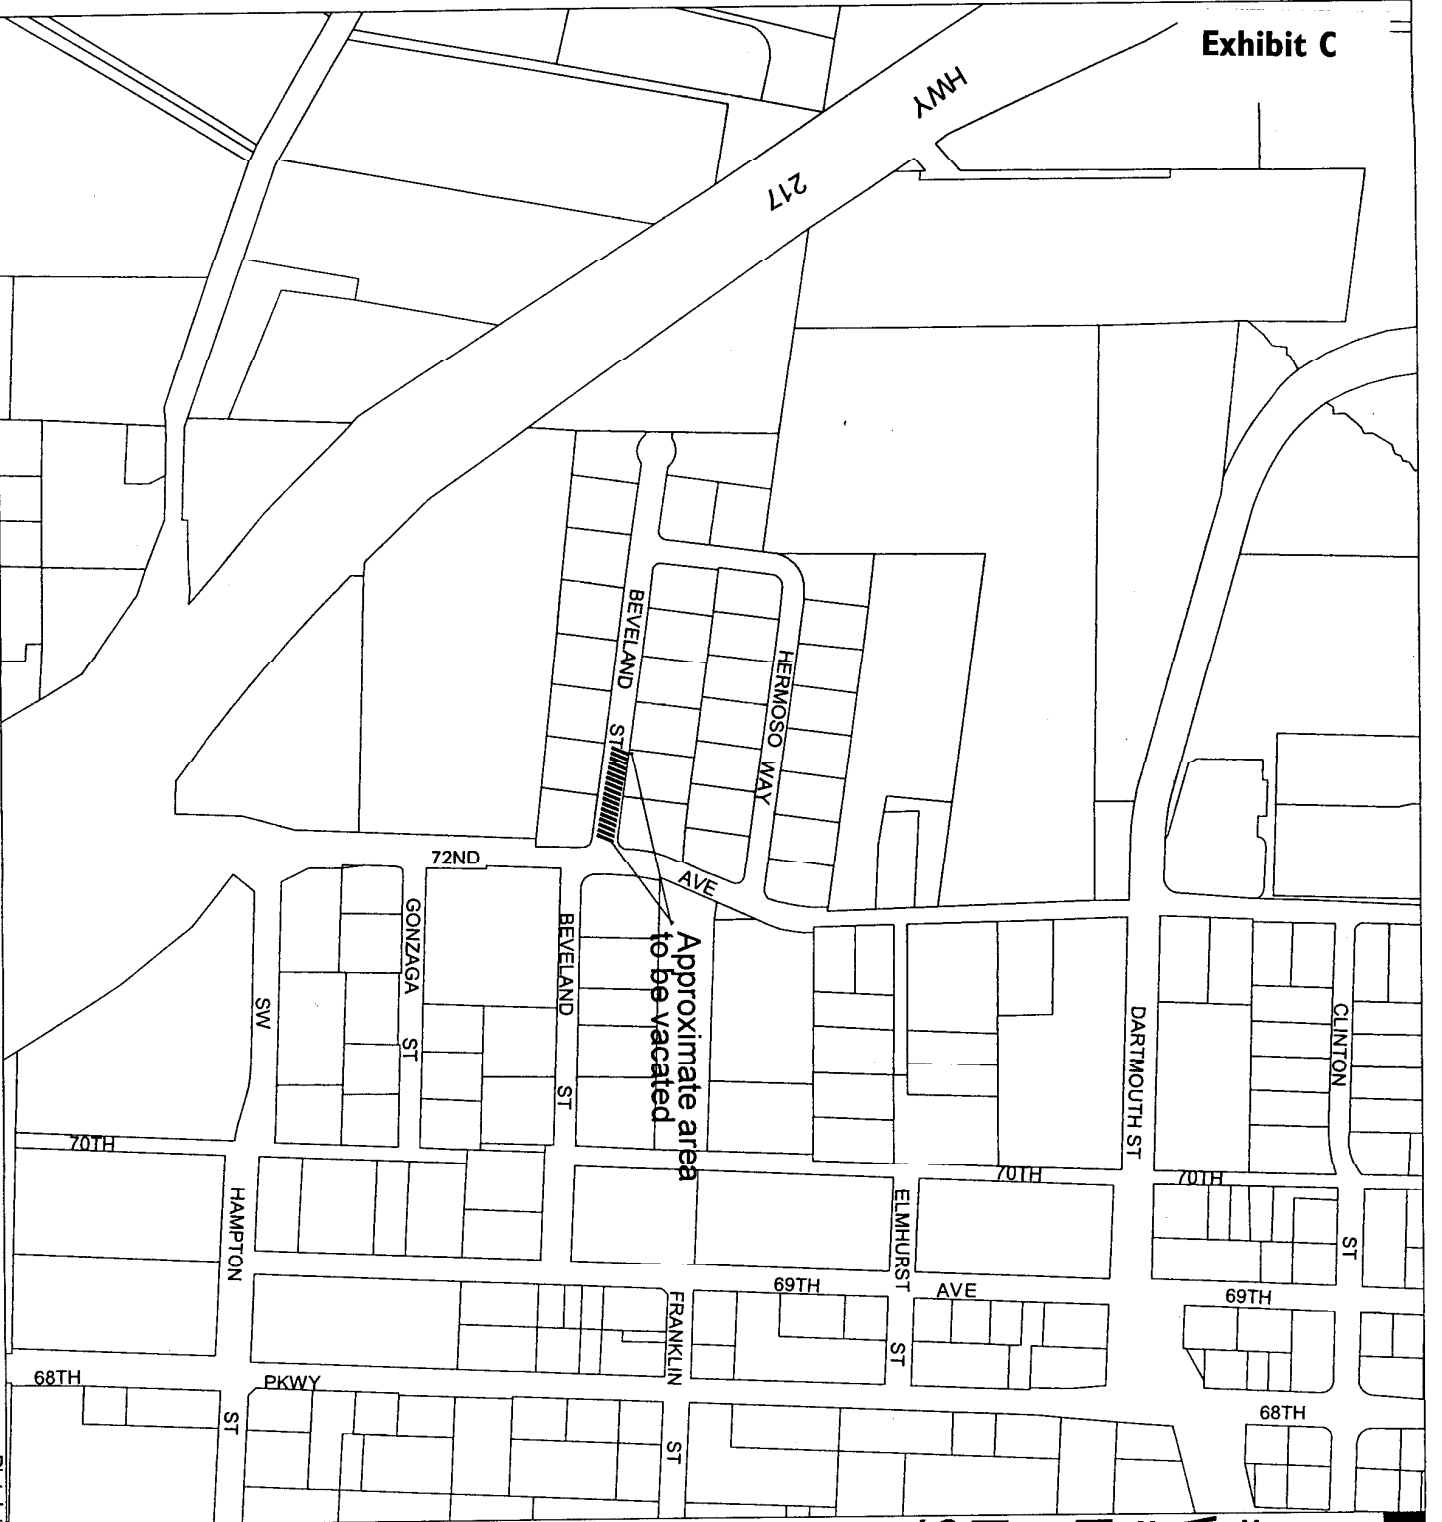 Exhibit C
HWY
217
BEVELAND
ST
HERMOSO WAY
72ND
AVE
GONZAGA
ST
BEVELAND
ST
Approximate area
to be vacated
SW
DARTMOUTH ST
CLINTON
70TH
70TH
70TH
HAMPTON
ELMHURST
ST
69TH
AVE
69TH
FRANKLIN
ST
68TH
PKWY
68TH
ST
ST